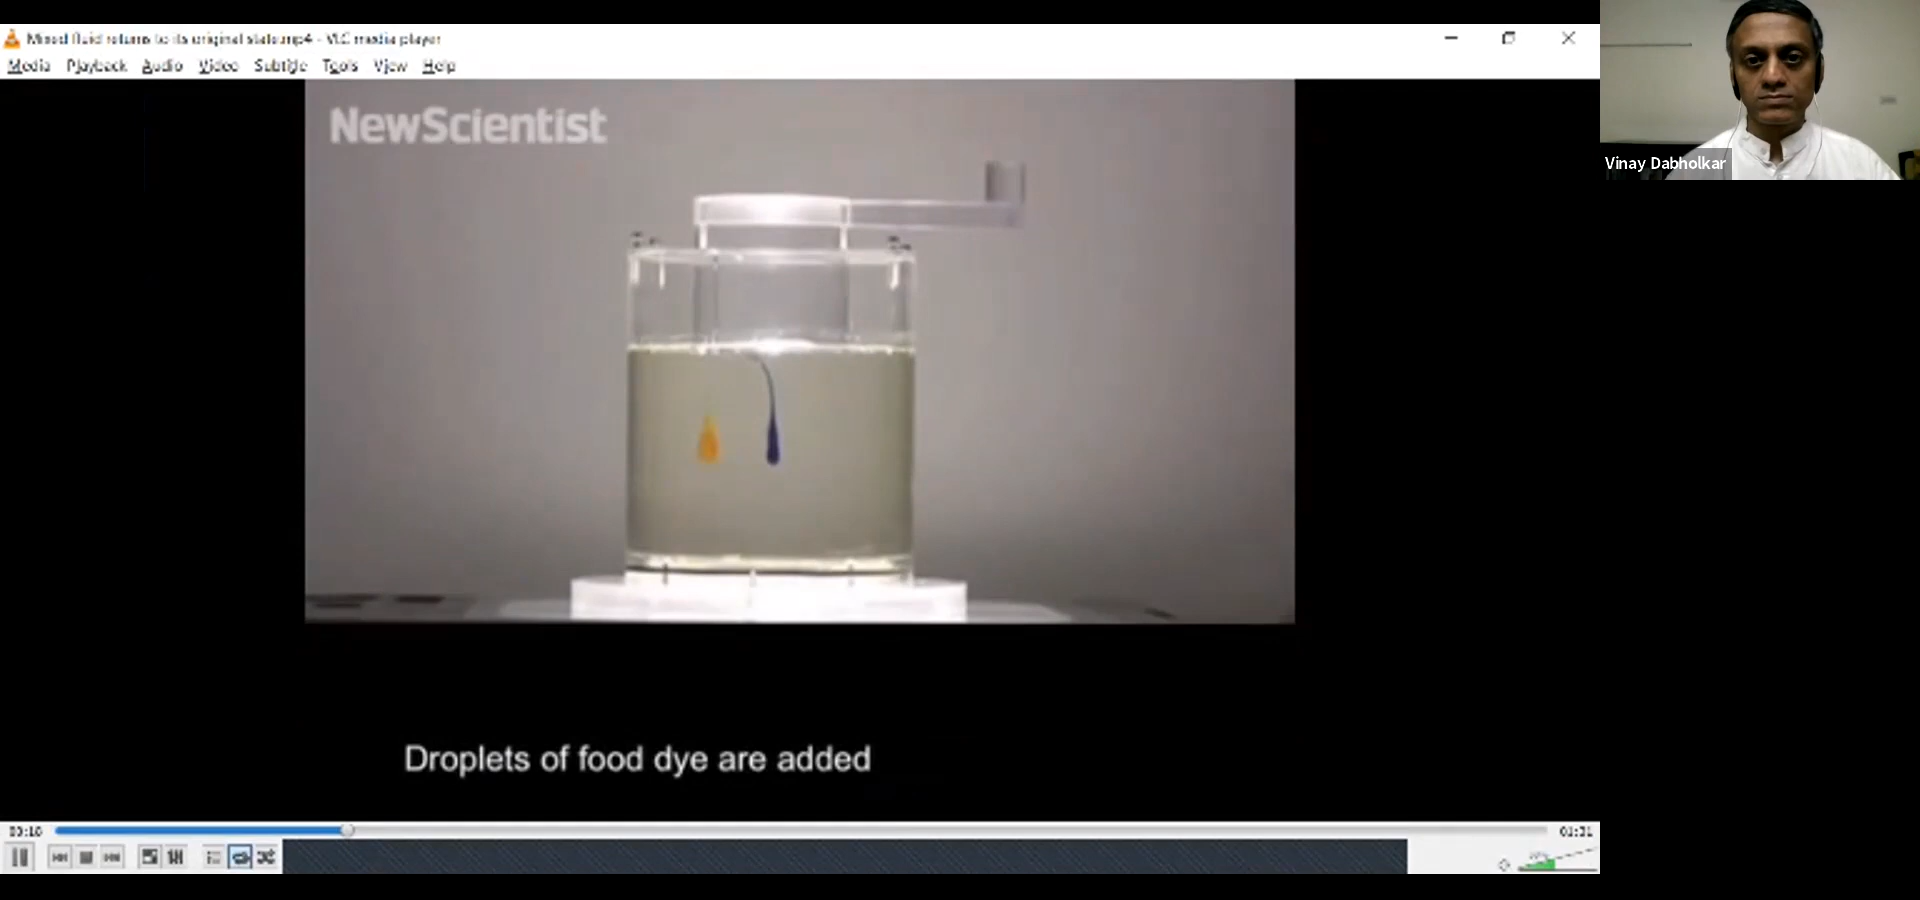 Mixed fluid returns to its original state.mp4 - VLC media player
Media Playback Audio Video Subtitle Tools View Help
NewScientist
Vinay Dabholkar
Droplets of food dye are added
01:31